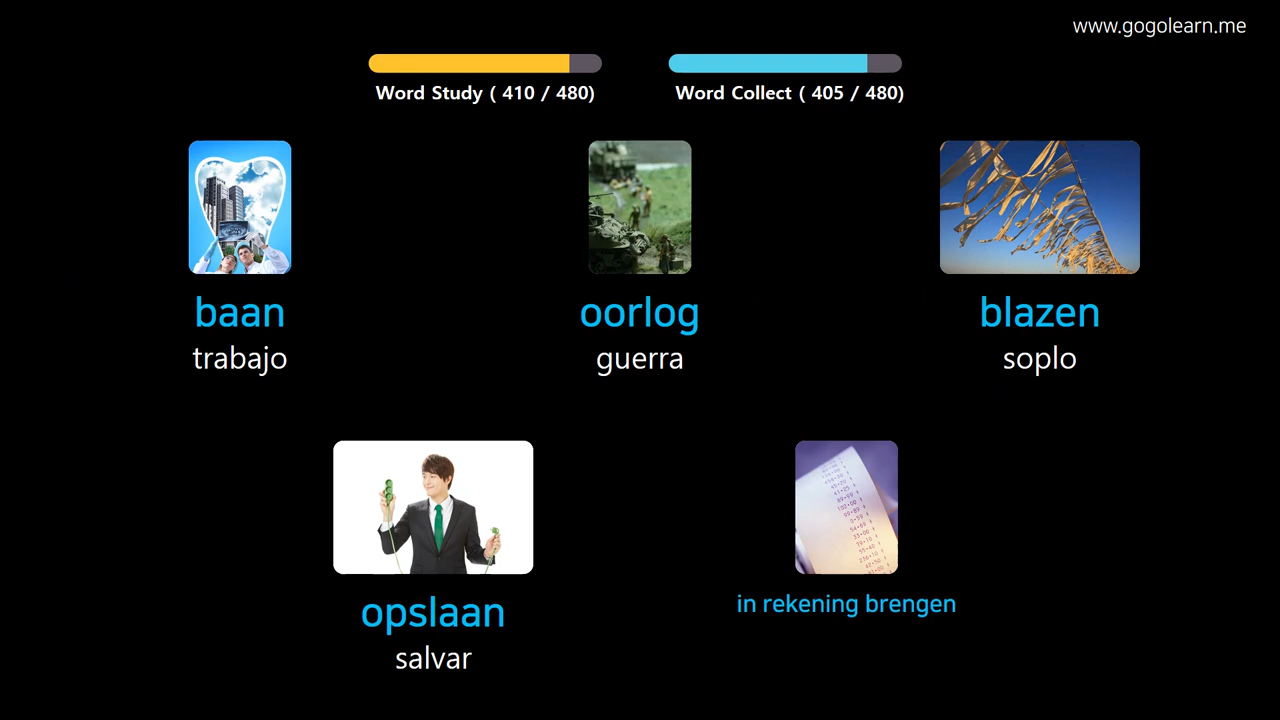 www.gogolearn.me
Word Study ( 410 / 480)
Word Collect ( 405 / 480)
baan
trabajo
oorlog
guerra
blazen
soplo
opslaan
salvar
in rekening brengen